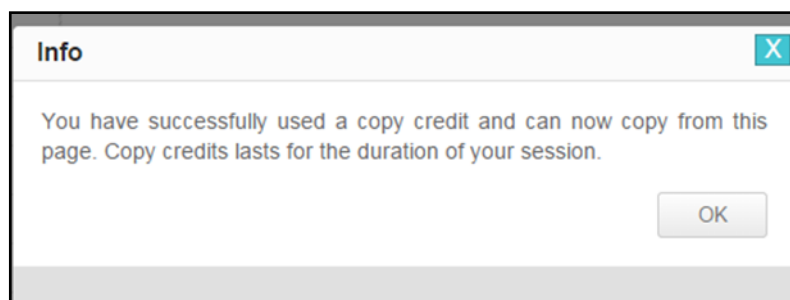 Info
X
You have successfully used a copy credit and can now copy from this
page. Copy credits lasts for the duration of your session.
OK